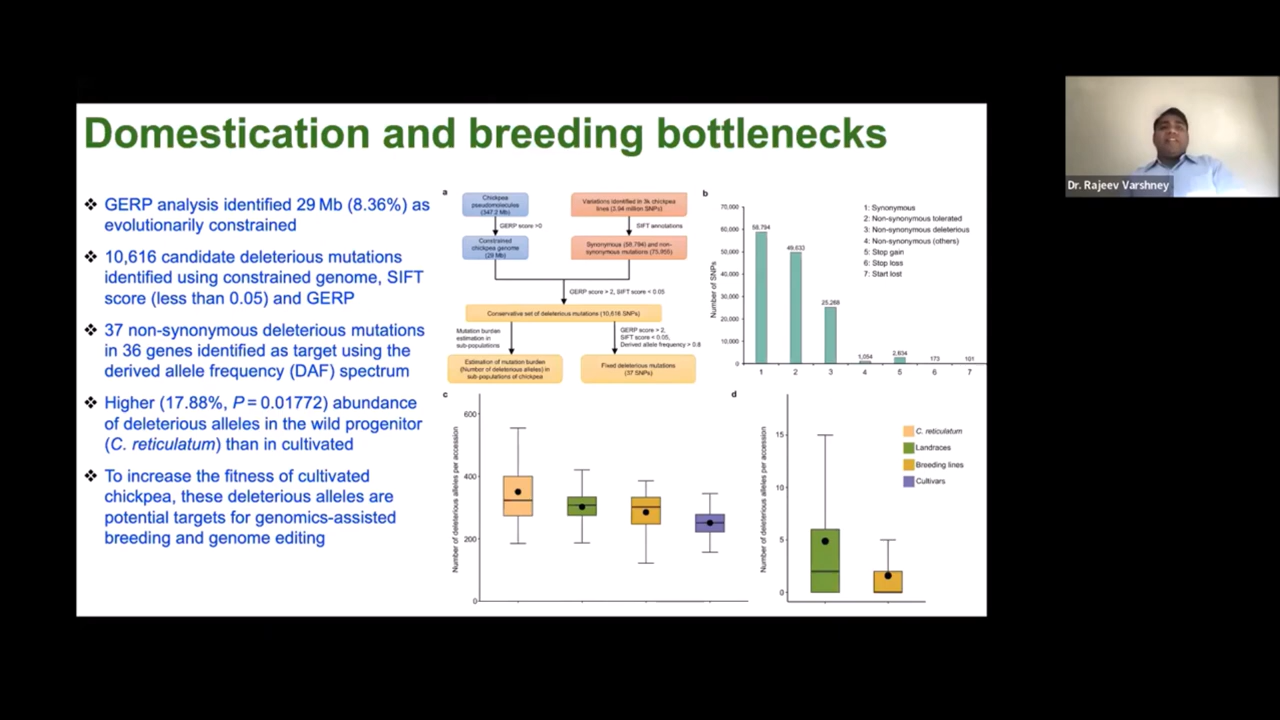 Domestication and breeding bottlenecks
❖ GERP analysis identified 29 Mb (8.36%) as
evolutionarily constrained
❖ 10,616 candidate deleterious mutations
identified using constrained genome, SIFT
score (less than 0.05) and GERP
❖ 37 non-synonymous deleterious mutations
in 36 genes identified as target using the
derived allele frequency (DAF) spectrum
❖ Higher (17.88%, P = 0.01772) abundance
of deleterious alleles in the wild progenitor
(C. reticulatum) than in cultivated
❖ To increase the fitness of cultivated
chickpea, these deleterious alleles are
potential targets for genomics-assisted
breeding and genome editing
a
Chickpea
pseudomolecules
(347.2 Mb)
Variations identified in 3k chickpea
lines (3.94 million SNPs)
GERP score >0
SIFT annotations
Constrained
chickpea genome
(29 Mb)
Synonymous (58,794) and non-
synonymous mutations (75,955)
GERP score > 2, SIFT score < 0.05
Conservative set of deleterious mutations (10,616 SNPs)
Mutation burden
estimation in
sub-populations
GERP score > 2,
SIFT score < 0.05,
Derived allele frequency > 0.8
Estimation of mutation burden
(Number of deleterious alleles) in
sub-populations of chickpea
Fixed deleterious mutations
(37 SNPs)
b
Number of SNPs
70,000
60,000
50,000
40,000
30,000
20,000
10,000
0
58,794
49,633
25,268
1,054
2,634
173
101
1 2 3 4 5 6 7
1: Synonymous
2: Non-synonymous tolerated
3: Non-synonymous deleterious
4: Non-synonymous (others)
5: Stop gain
6: Stop loss
7: Start lost
c
Number of deleterious alleles per accession
600
400
200
0
d
Number of deleterious alleles per accession
15
10
5
0
C. reticulatum
Landraces
Breeding lines
Cultivars
Dr. Rajeev Varshney